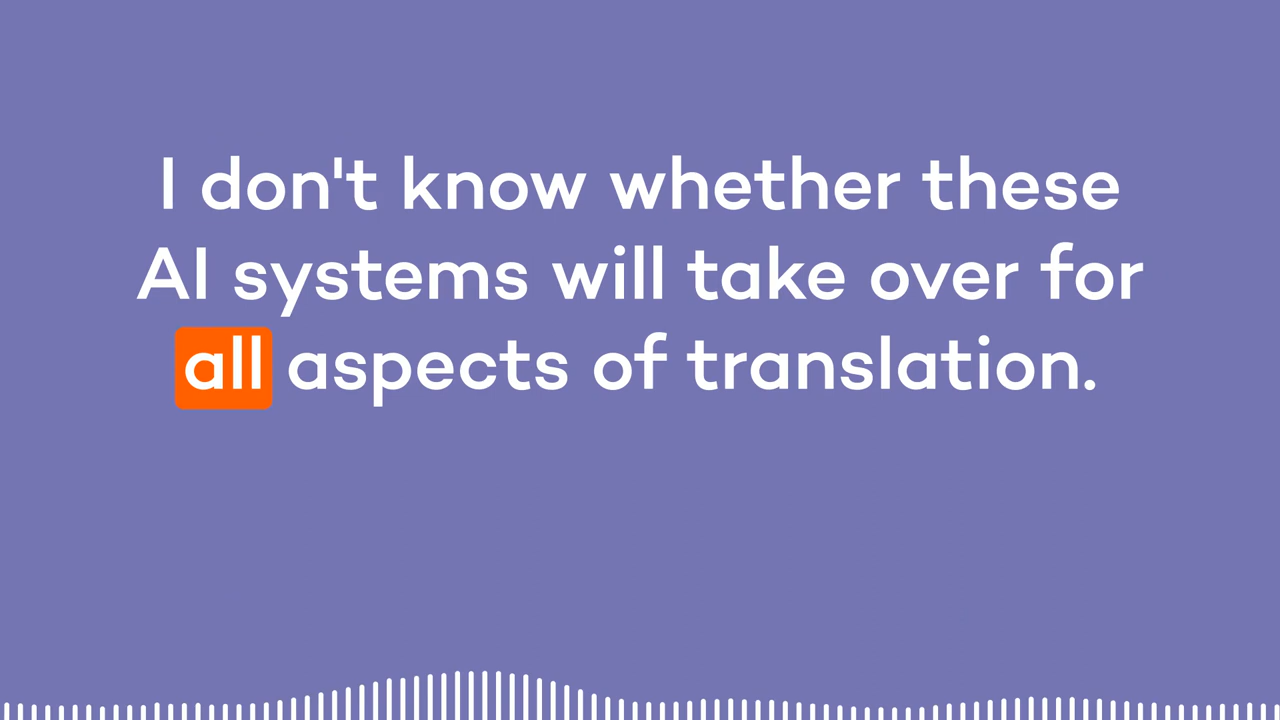 I don't know whether these
AI systems will take over for
all aspects of translation.